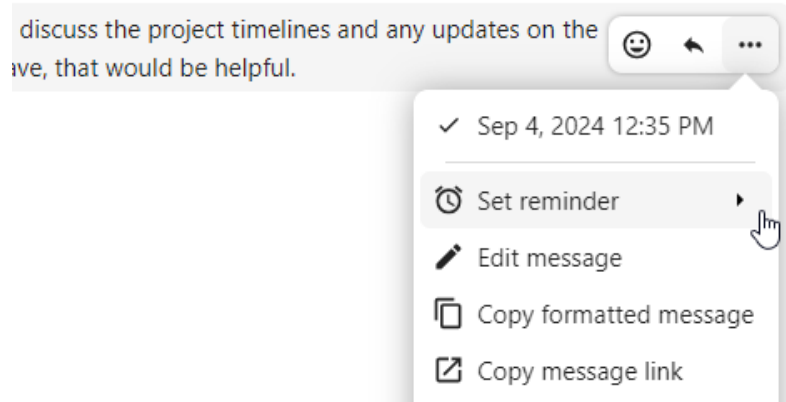 discuss the project timelines and any updates on the
ave, that would be helpful.
Sep 4, 2024 12:35 PM
Set reminder
Edit message
Copy formatted message
Copy message link